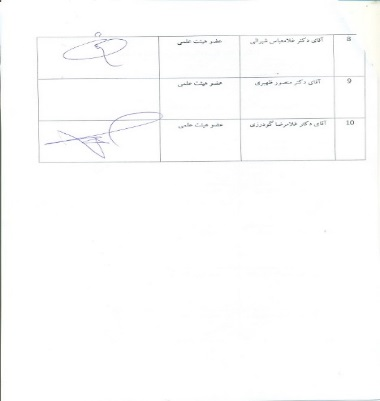 8 آقای دکتر غلامعباس شیرالی عضو هیئت علمی
9 آقای دکتر منصور ظهیری عضو هیئت علمی
10 آقای دکتر غلامرضا گودرزی عضو هیئت علمی